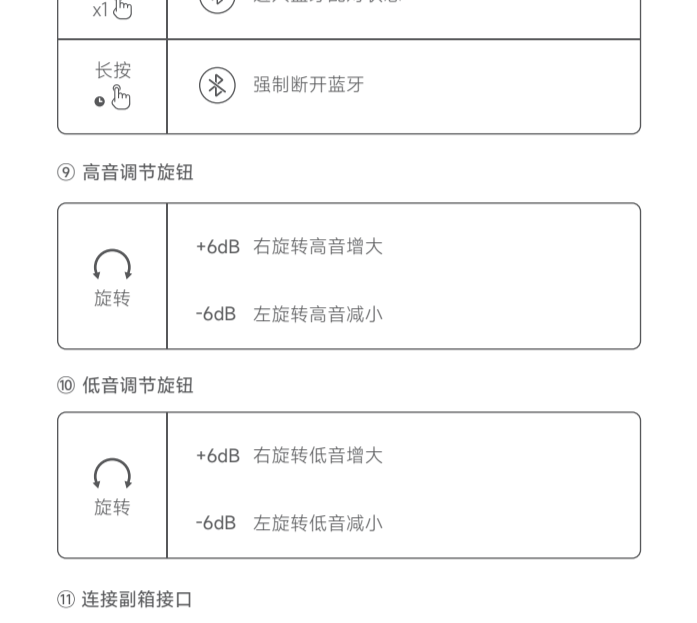 x1
长按
强制断开蓝牙
⑨ 高音调节旋钮
+6dB 右旋转高音增大
旋转
-6dB 左旋转高音减小
⑩ 低音调节旋钮
+6dB 右旋转低音增大
旋转
-6dB 左旋转低音减小
⑪ 连接副箱接口